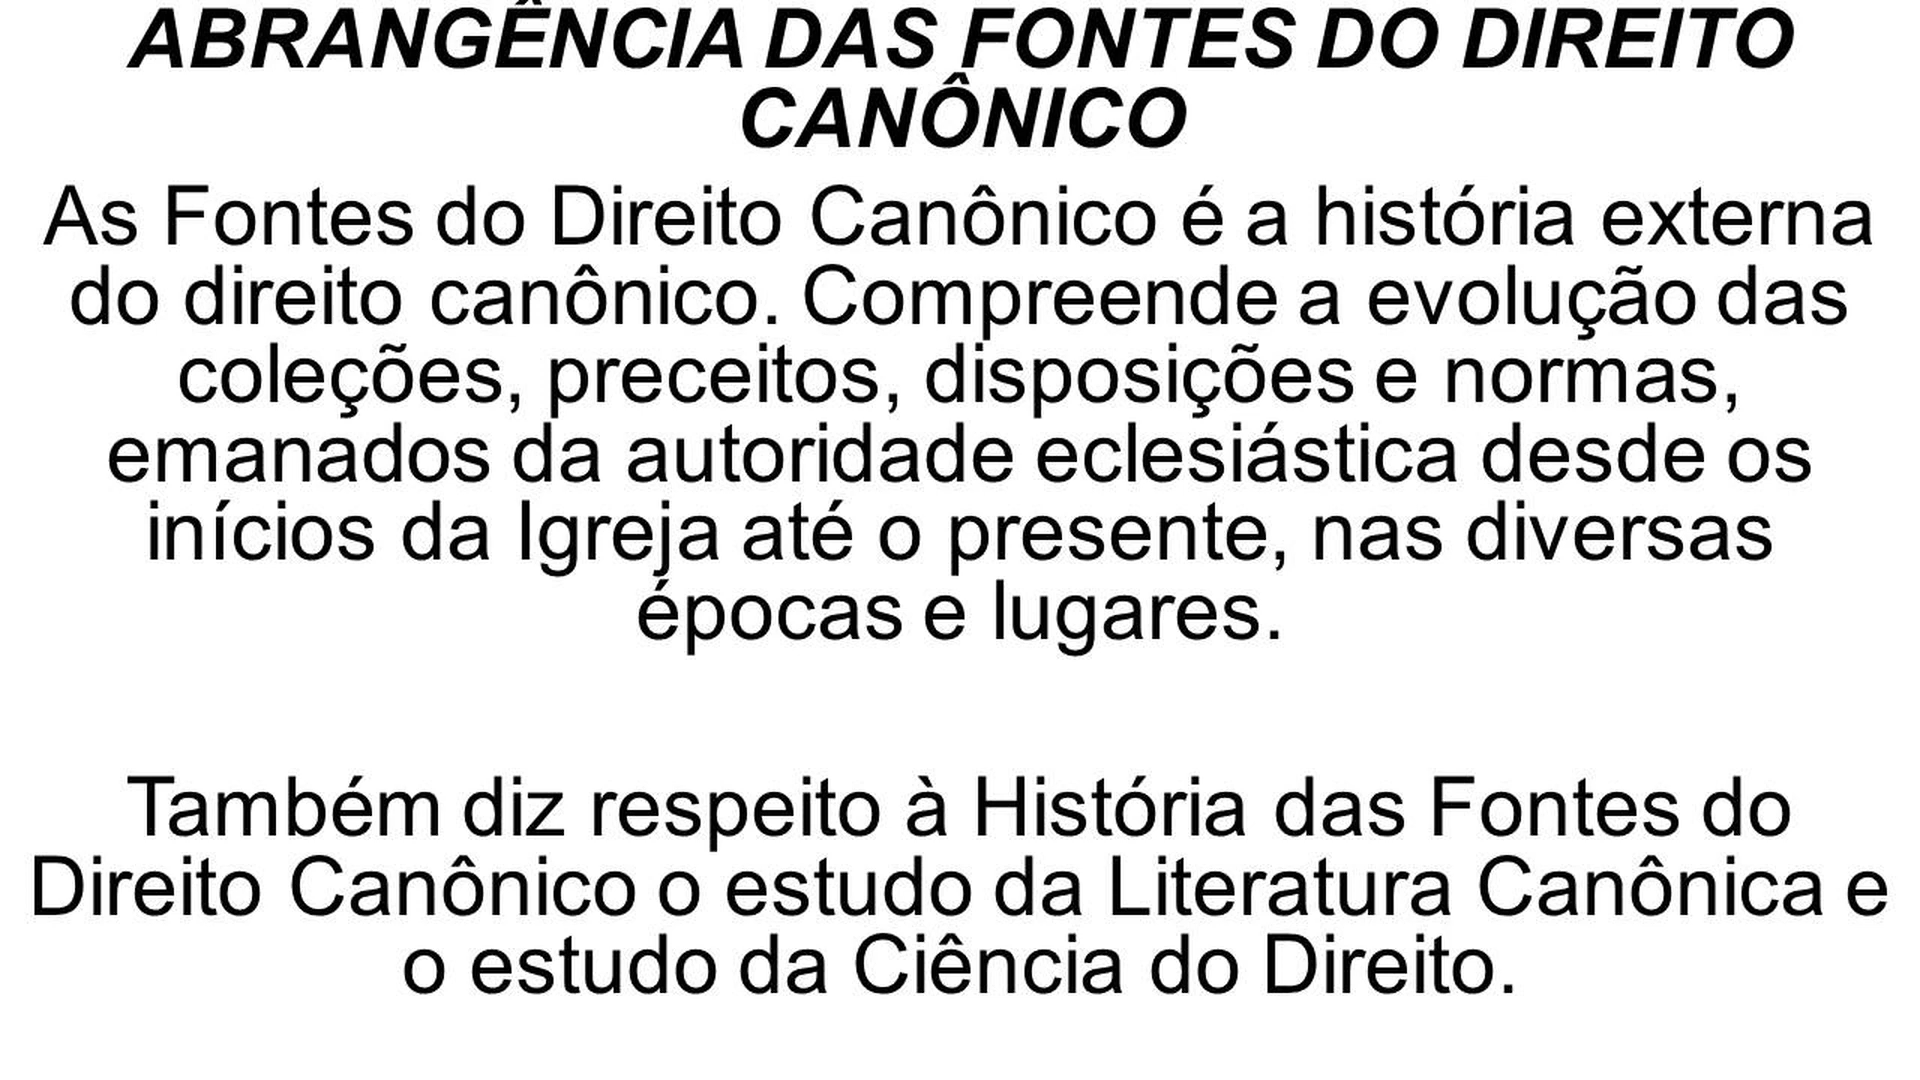 ABRANGÊNCIA DAS FONTES DO DIREITO
CANÔNICO
As Fontes do Direito Canônico é a história externa
do direito canônico. Compreende a evolução das
coleções, preceitos, disposições e normas,
emanados da autoridade eclesiástica desde os
inícios da Igreja até o presente, nas diversas
épocas e lugares.
Também diz respeito à História das Fontes do
Direito Canônico o estudo da Literatura Canônica e
o estudo da Ciência do Direito.